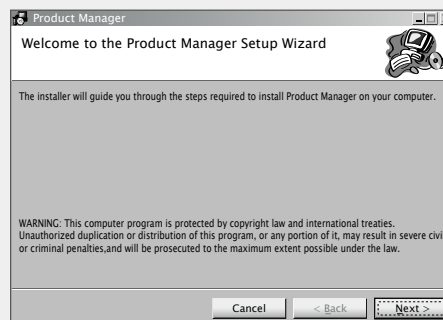 Product Manager
Welcome to the Product Manager Setup Wizard
The installer will guide you through the steps required to install Product Manager on your computer.
WARNING: This computer program is protected by copyright law and international treaties.
Unauthorized duplication or distribution of this program, or any portion of it, may result in severe civi
or criminal penalties,and will be prosecuted to the maximum extent possible under the law.
Cancel < Back Next >